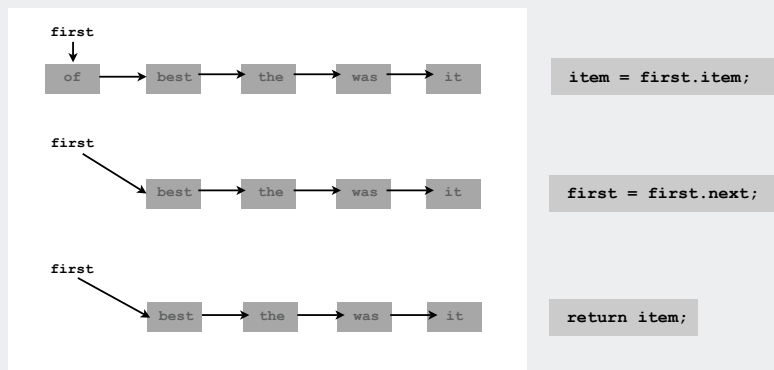 first
of best the was it
item = first.item;
first
best the was it
first = first.next;
first
best the was it
return item;